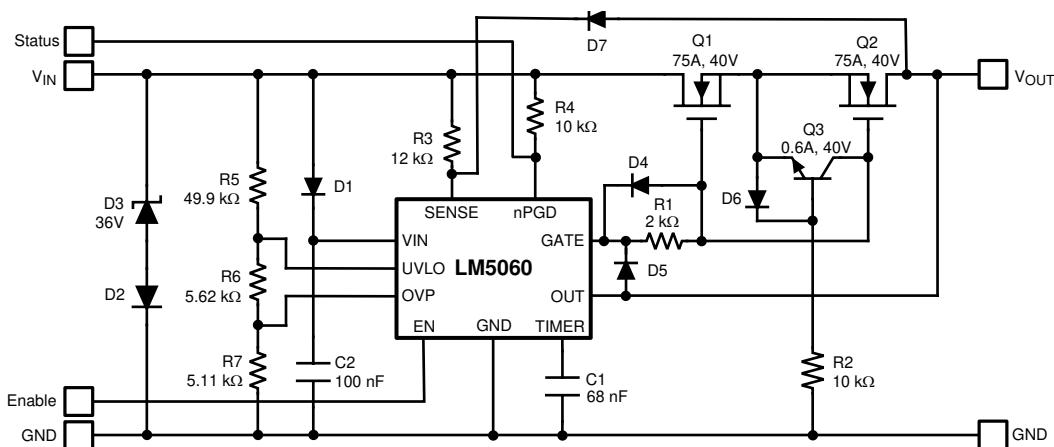 Status
D7
Q1
75A, 40V
Q2
75A, 40V
VIN
VOUT
R4
10 kΩ
R3
12 kΩ
Q3
0.6A, 40V
D4
D6
R1
2 kΩ
R5
49.9 kΩ
D1
D3
36V
SENSE
nPGD
VIN
GATE
UVLO
LM5060
D5
R6
5.62 kΩ
D2
OVP
OUT
EN
GND
TIMER
R7
5.11 kΩ
C2
100 nF
C1
68 nF
R2
10 kΩ
Enable
GND
GND